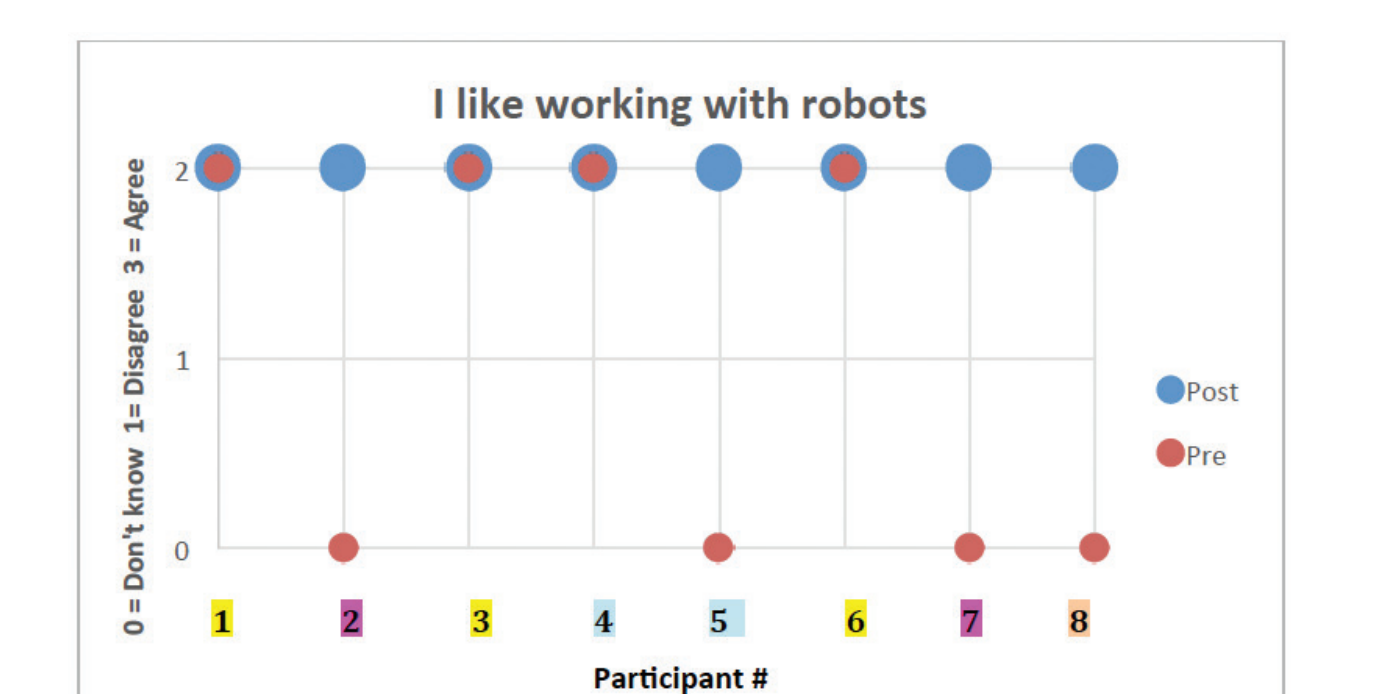 I like working with robots
0 = Don't know 1= Disagree 3 = Agree
2
1
0
Post
Pre
1 2 3 4 5 6 7 8
Participant #